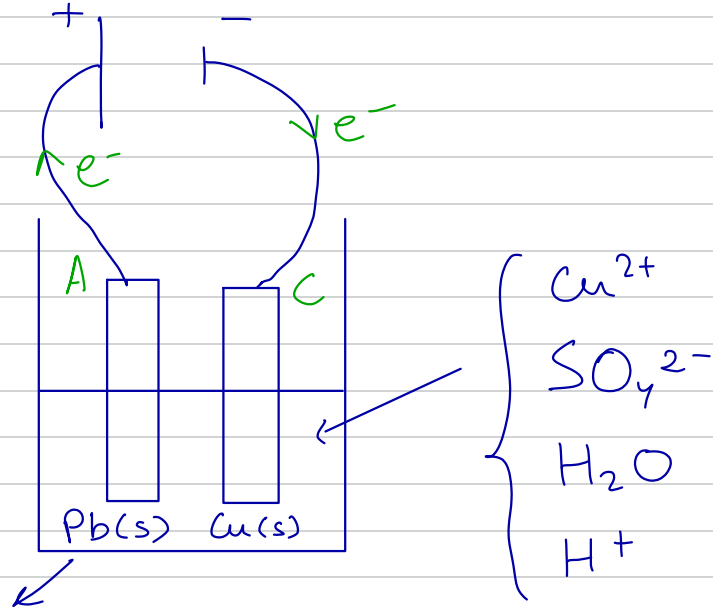 + −
e⁻ e⁻
A C
Cu²⁺
SO₄²⁻
H₂O
H⁺
Pb(s) Cu(s)